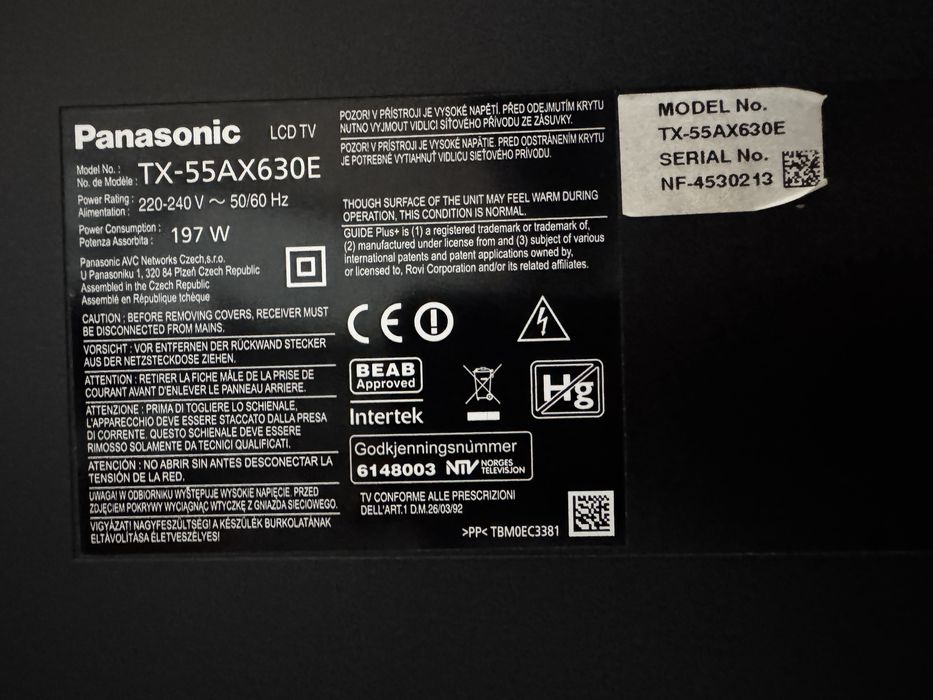 Panasonic LCD TV
Model No. :
No. de Modèle :
TX-55AX630E
Power Rating :
Alimentation :
220-240 V ～ 50/60 Hz
Power Consumption :
Potenza Assorbita :
197 W
Panasonic AVC Networks Czech,s.r.o.
U Panasoniku 1, 320 84 Plzeň Czech Republic
Assembled in the Czech Republic
Assemblé en République tchèque
CAUTION : BEFORE REMOVING COVERS, RECEIVER MUST
BE DISCONNECTED FROM MAINS.
VORSICHT : VOR ENTFERNEN DER RÜCKWAND STECKER
AUS DER NETZSTECKDOSE ZIEHEN.
ATTENTION : RETIRER LA FICHE MÂLE DE LA PRISE DE
COURANT AVANT D'ENLEVER LE PANNEAU ARRIERE.
ATTENZIONE : PRIMA DI TOGLIERE LO SCHIENALE,
L'APPARECCHIO DEVE ESSERE STACCATO DALLA PRESA
DI CORRENTE. QUESTO SCHIENALE DEVE ESSERE
RIMOSSO SOLAMENTE DA TECNICI QUALIFICATI.
ATENCIÓN : NO ABRIR SIN ANTES DESCONECTAR LA
TENSIÓN DE LA RED.
UWAGA! W ODBIORNIKU WYSTĘPUJE WYSOKIE NAPIĘCIE. PRZED
ZDJĘCIEM POKRYWY WYCIĄGNĄĆ WTYCZKĘ Z GNIAZDA SIECIOWEGO.
VIGYÁZAT! NAGYFESZÜLTSÉG! A KÉSZÜLÉK BURKOLATÁNAK
ELTÁVOLÍTÁSA ÉLETVESZÉLYES!
POZOR! V PŘÍSTROJI JE VYSOKÉ NAPĚTÍ. PŘED ODEJMUTÍM KRYTU
NUTNO VYJMOUT VIDLICI SÍŤOVÉHO PŘÍVODU ZE ZÁSUVKY.
POZOR! V PRÍSTROJI JE VYSOKÉ NAPÄTIE. PRED ODSTRÁNENÍM KRYTU
JE POTREBNÉ VYTIAHNUŤ VIDLICU SIEŤOVÉHO PRÍVODU.
THOUGH SURFACE OF THE UNIT MAY FEEL WARM DURING
OPERATION, THIS CONDITION IS NORMAL.
GUIDE Plus+ is (1) a registered trademark or trademark of,
(2) manufactured under license from and (3) subject of various
international patents and patent applications owned by,
or licensed to, Rovi Corporation and/or its related affiliates.
CE
BEAB
Approved
Intertek
Hg
Godkjenningsnummer
6148003 NTV NORGES
TELEVISJON
TV CONFORME ALLE PRESCRIZIONI
DELL'ART.1 D.M.26/03/92
>PP< TBM0EC3381
MODEL No.
TX-55AX630E
SERIAL No.
NF-4530213